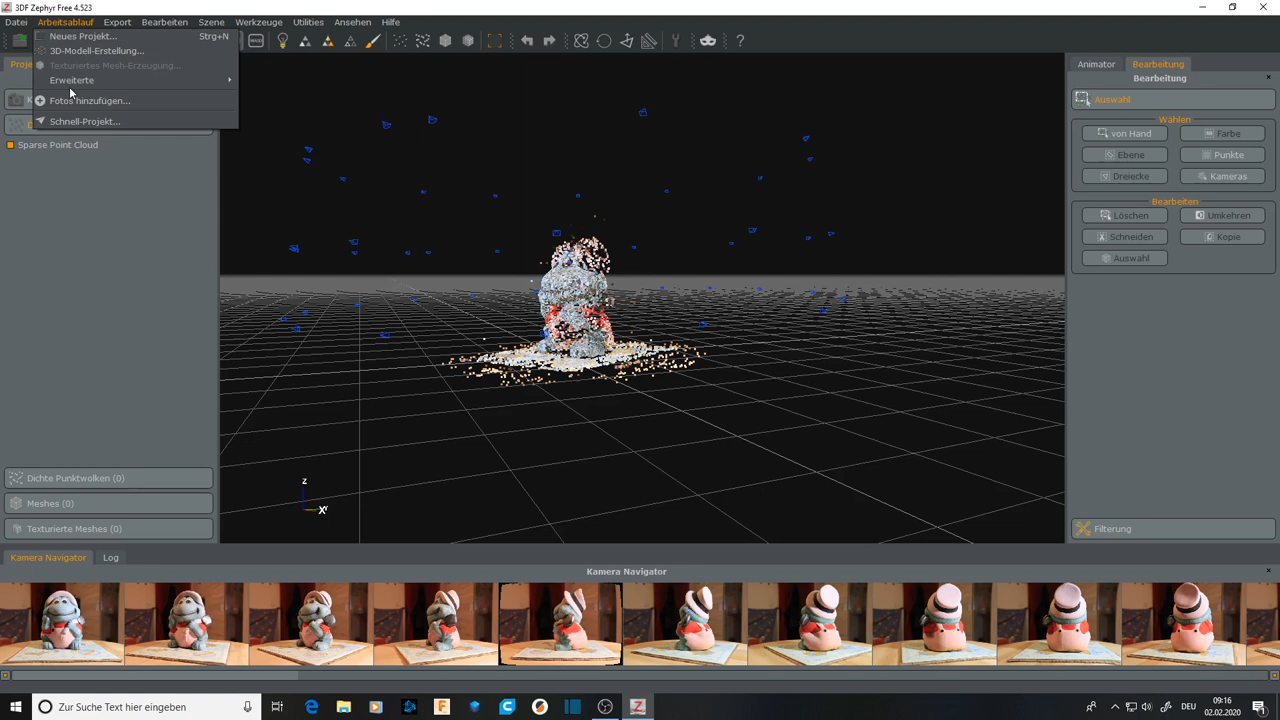 3DF Zephyr Free 4.523
Datei Arbeitsablauf Export Bearbeiten Szene Werkzeuge Utilities Ansehen Hilfe
Neues Projekt... Strg+N
3D-Modell-Erstellung...
Texturiertes Mesh-Erzeugung...
Erweiterte
Fotos hinzufügen...
Schnell-Projekt...
Sparse Point Cloud
Dichte Punktwolken (0)
Meshes (0)
Texturierte Meshes (0)
z
X
Animator Bearbeitung
Bearbeitung
Auswahl
Wählen
von Hand Farbe
Ebene Punkte
Dreiecke Kameras
Bearbeiten
Löschen Umkehren
Schneiden Kopie
Auswahl
Filterung
Kamera Navigator Log
Kamera Navigator
Zur Suche Text hier eingeben
DEU
09:16
02.02.2020